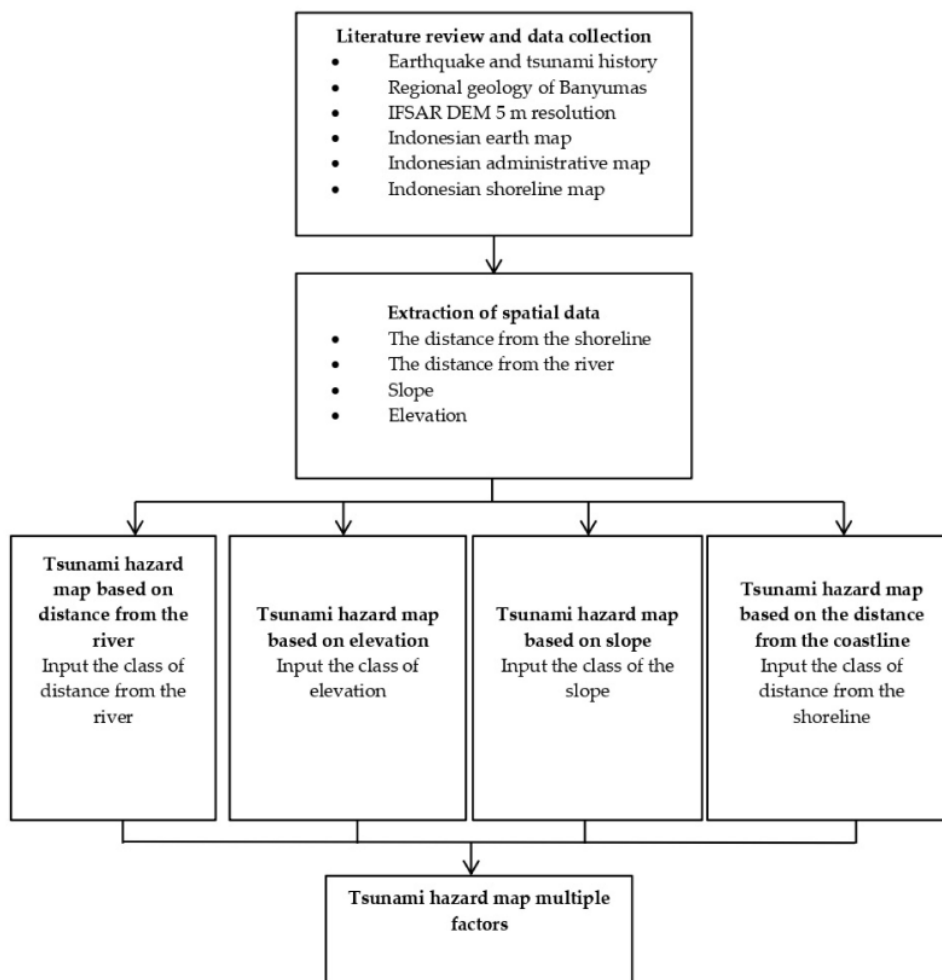 Literature review and data collection
• Earthquake and tsunami history
• Regional geology of Banyumas
• IFSAR DEM 5 m resolution
• Indonesian earth map
• Indonesian administrative map
• Indonesian shoreline map
Extraction of spatial data
• The distance from the shoreline
• The distance from the river
• Slope
• Elevation
Tsunami hazard
map based on
distance from the
river
Input the class of
distance from the
river
Tsunami hazard map
based on elevation
Input the class of
elevation
Tsunami hazard map
based on slope
Input the class of the
slope
Tsunami hazard map
based on the distance
from the coastline
Input the class of
distance from the
shoreline
Tsunami hazard map multiple
factors